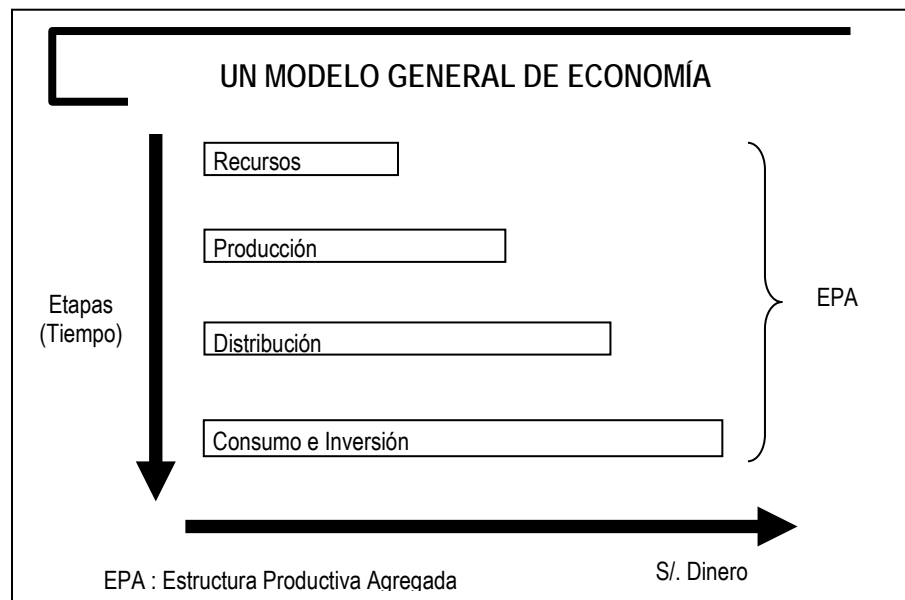 UN MODELO GENERAL DE ECONOMÍA
Recursos
Producción
Etapas
(Tiempo)
EPA
Distribución
Consumo e Inversión
S/. Dinero
EPA : Estructura Productiva Agregada